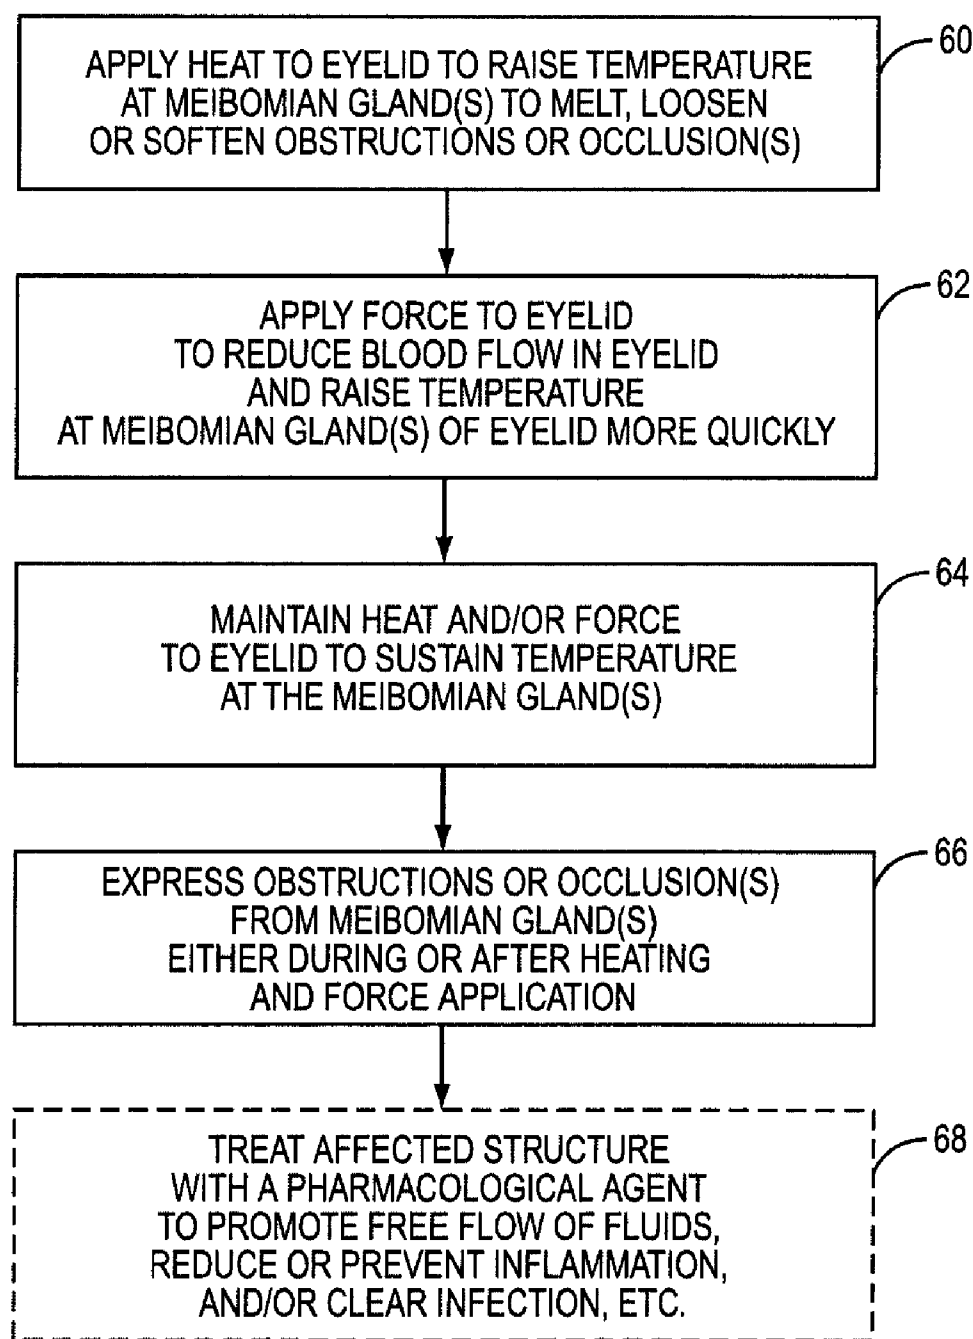 APPLY HEAT TO EYELID TO RAISE TEMPERATURE
AT MEIBOMIAN GLAND(S) TO MELT, LOOSEN
OR SOFTEN OBSTRUCTIONS OR OCCLUSION(S)
60
APPLY FORCE TO EYELID
TO REDUCE BLOOD FLOW IN EYELID
AND RAISE TEMPERATURE
AT MEIBOMIAN GLAND(S) OF EYELID MORE QUICKLY
62
MAINTAIN HEAT AND/OR FORCE
TO EYELID TO SUSTAIN TEMPERATURE
AT THE MEIBOMIAN GLAND(S)
64
EXPRESS OBSTRUCTIONS OR OCCLUSION(S)
FROM MEIBOMIAN GLAND(S)
EITHER DURING OR AFTER HEATING
AND FORCE APPLICATION
66
TREAT AFFECTED STRUCTURE
WITH A PHARMACOLOGICAL AGENT
TO PROMOTE FREE FLOW OF FLUIDS,
REDUCE OR PREVENT INFLAMMATION,
AND/OR CLEAR INFECTION, ETC.
68